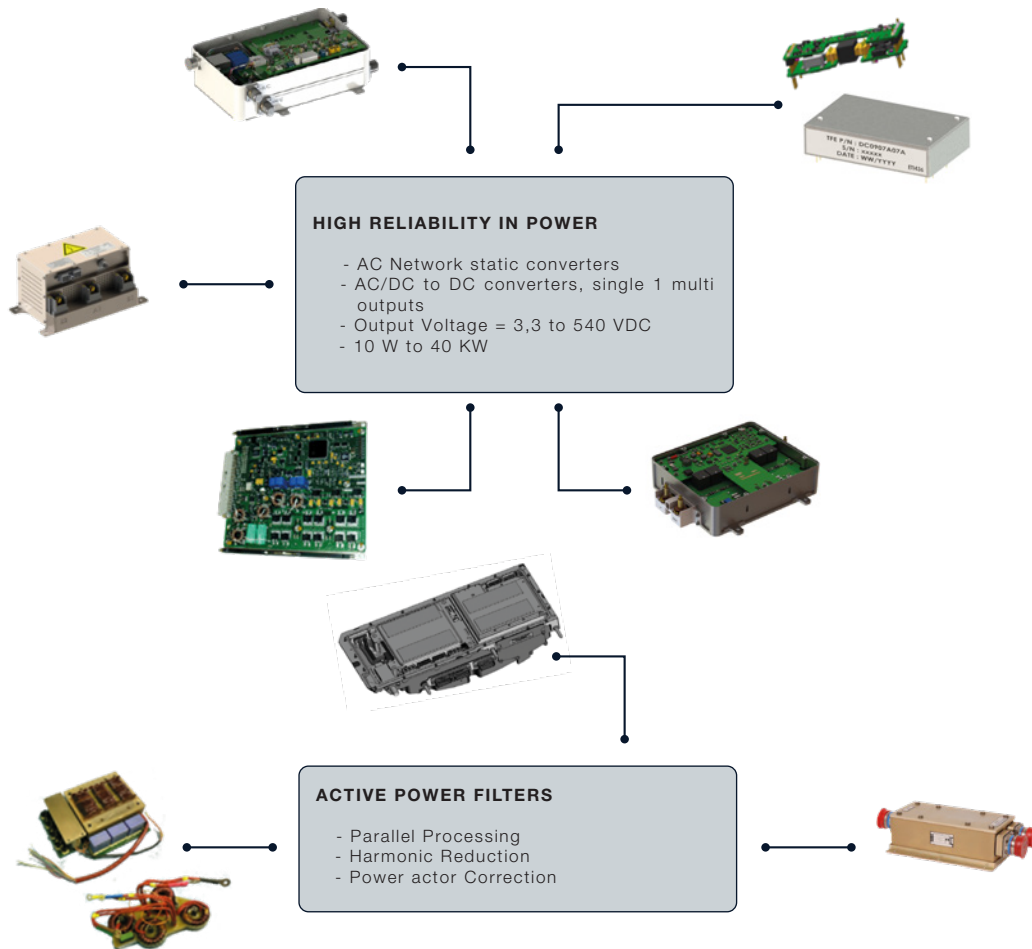 TFE P/N : DC0907A07A
S/N : xxxxx
DATE : WW/YYYY
HIGH RELIABILITY IN POWER
- AC Network static converters
- AC/DC to DC converters, single 1 multi
outputs
- Output Voltage = 3,3 to 540 VDC
- 10 W to 40 KW
ACTIVE POWER FILTERS
- Parallel Processing
- Harmonic Reduction
- Power actor Correction